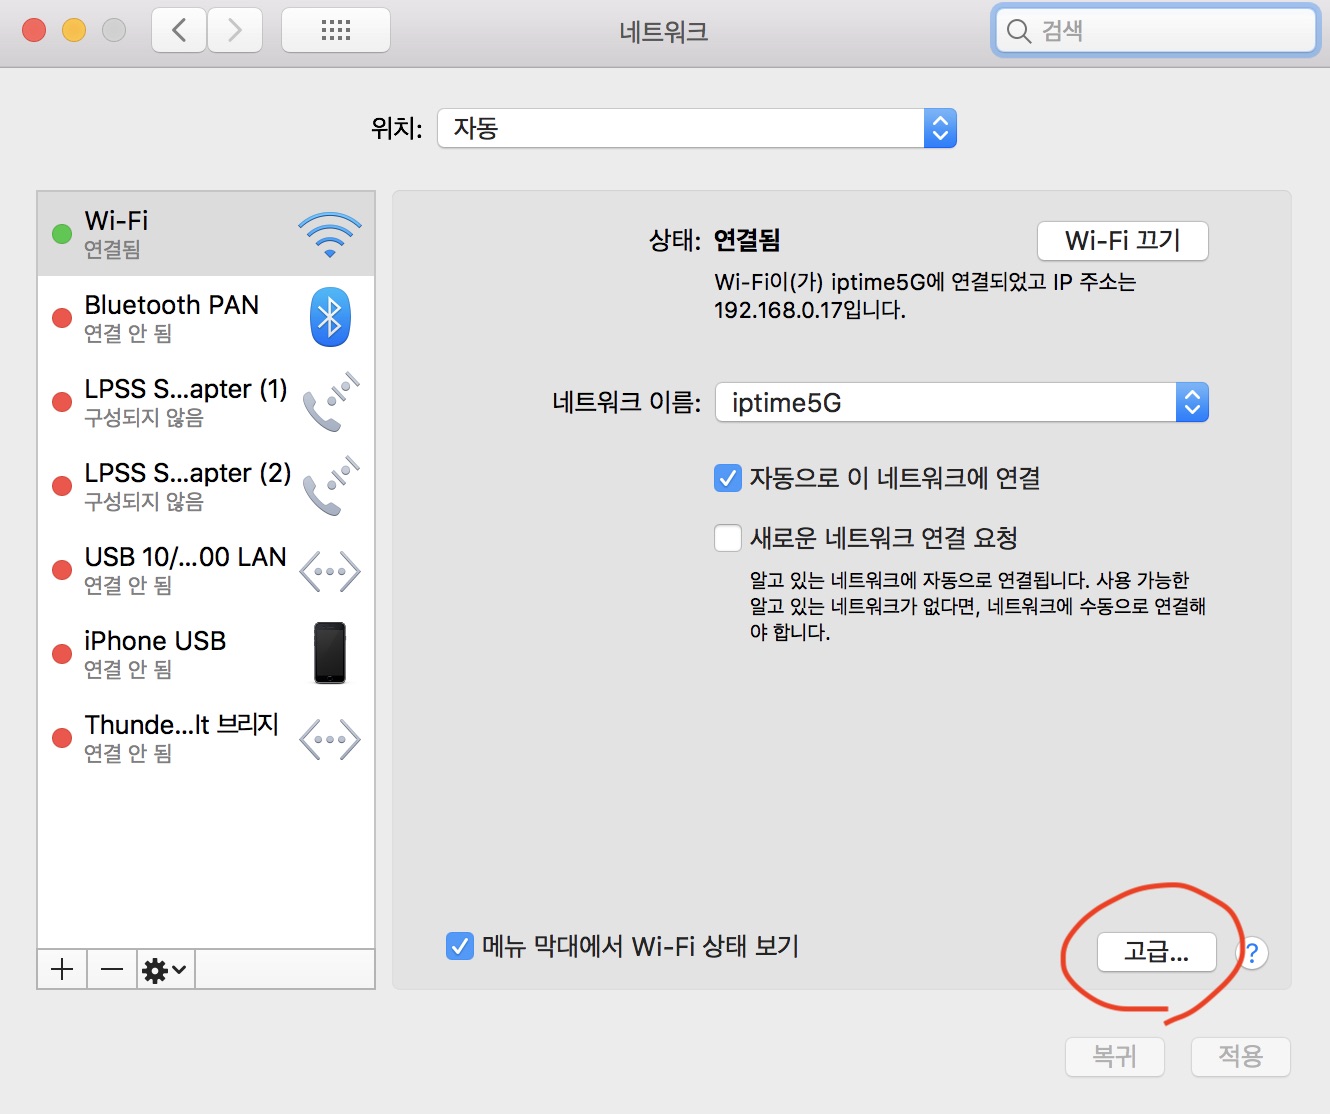 네트워크
검색
위치: 자동
Wi-Fi
연결됨
Bluetooth PAN
연결 안 됨
LPSS S...apter (1)
구성되지 않음
LPSS S...apter (2)
구성되지 않음
USB 10/...00 LAN
연결 안 됨
iPhone USB
연결 안 됨
Thunde...lt 브리지
연결 안 됨
상태: 연결됨
Wi-Fi 끄기
Wi-Fi이(가) iptime5G에 연결되었고 IP 주소는
192.168.0.17입니다.
네트워크 이름: iptime5G
자동으로 이 네트워크에 연결
새로운 네트워크 연결 요청
알고 있는 네트워크에 자동으로 연결됩니다. 사용 가능한
알고 있는 네트워크가 없다면, 네트워크에 수동으로 연결해
야 합니다.
메뉴 막대에서 Wi-Fi 상태 보기
고급...
?
복귀
적용